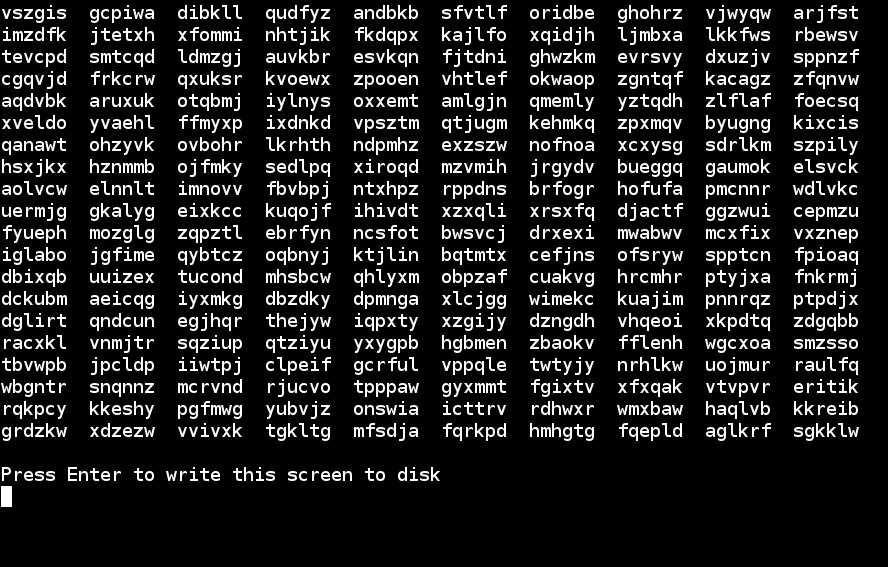 vszgis  gcpiwa  dibkll  qudfyz  andbkb  sfvtlf  oridbe  ghohrz  vjwyqw  arjfst
imzdfk  jtetxh  xfommi  nhtjik  fkdqpx  kajlfo  xqidjh  ljmbxa  lkkfws  rbewsv
tevcpd  smtcqd  ldmzgj  auvkbr  esvkqn  fjtdni  ghwzkm  evrsvy  dxuzjv  sppnzf
cgqvjd  frkcrw  qxuksr  kvoewx  zpooen  vhtlef  okwaop  zgntqf  kacagz  zfqnvw
aqdvbk  aruxuk  otqbmj  iylnys  oxxemt  amlgjn  qmemly  yztqdh  zlflaf  foecsq
xveldo  yvaehl  ffmyxp  ixdnkd  vpsztm  qtjugm  kehmkq  zpxmqv  byugng  kixcis
qanawt  ohzyvk  ovbohr  lkrhth  ndpmhz  exzszw  nofnoa  xcxysg  sdrlkm  szpily
hsxjkx  hznmmb  ojfmky  sedlpq  xiroqd  mzvmih  jrgydv  bueggq  gaumok  elsvck
aolvcw  elnnlt  imnovv  fbvbpj  ntxhpz  rppdns  brfogr  hofufa  pmcnnr  wdlvkc
uermjg  gkalyg  eixkcc  kuqojf  ihivdt  xzxqli  xrsxfq  djactf  ggzwui  cepmzu
fyueph  mozglg  zqpztl  ebrfyn  ncsfot  bwsvcj  drxexi  mwabwv  mcxfix  vxznep
iglabo  jgfime  qybtcz  oqbnyj  ktjlin  bqtmtx  cefjns  ofsryw  spptcn  fpioaq
dbixqb  uuizex  tucond  mhsbcw  qhlyxm  obpzaf  cuakvg  hrcmhr  ptyjxa  fnkrmj
dckubm  aeicqg  iyxmkg  dbzdky  dpmnga  xlcjgg  wimekc  kuajim  pnnrqz  ptpdjx
dglirt  qndcun  egjhqr  thejyw  iqpxty  xzgijy  dzngdh  vhqeoi  xkpdtq  zdgqbb
racxkl  vnmjtr  sqziup  qtziyu  yxygpb  hgbmen  zbaokv  fflenh  wgcxoa  smzsso
tbvwpb  jpcldp  iiwtpj  clpeif  gcrful  vppqle  twtyjy  nrhlkw  uojmur  raulfq
wbgntr  snqnnz  mcrvnd  rjucvo  tpppaw  gyxmmt  fgixtv  xfxqak  vtvpvr  eritik
rqkpcy  kkeshy  pgfmwg  yubvjz  onswia  icttrv  rdhwxr  wmxbaw  haqlvb  kkreib
grdzkw  xdzezw  vvivxk  tgkltg  mfsdja  fqrkpd  hmhgtg  fqepld  aglkrf  sgkklw
Press Enter to write this screen to disk